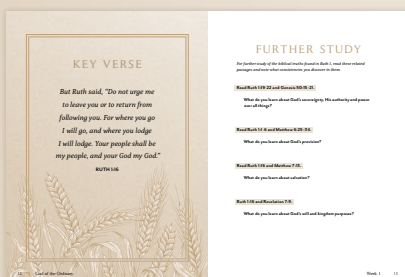 KEY VERSE
But Ruth said, "Do not urge me
to leave you or to return from
following you. For where you go
I will go, and where you lodge
I will lodge. Your people shall be
my people, and your God my God."
RUTH 1:16
God of the Ordinary
FURTHER STUDY
For further study of the biblical truths found in Ruth 1, read these related
passages and note what consistencies you discover in them.
Read Ruth 1:19-22 and Genesis 50:15-21.
What do you learn about God's sovereignty, His authority and power
over all things?
Read Ruth 1:1-6 and Matthew 6:25-34.
What do you learn about God's provision?
Read Ruth 1:16 and Matthew 7:13.
What do you learn about salvation?
Ruth 1:16 and Revelation 7:9.
What do you learn about God's will and kingdom purposes?
Week 1